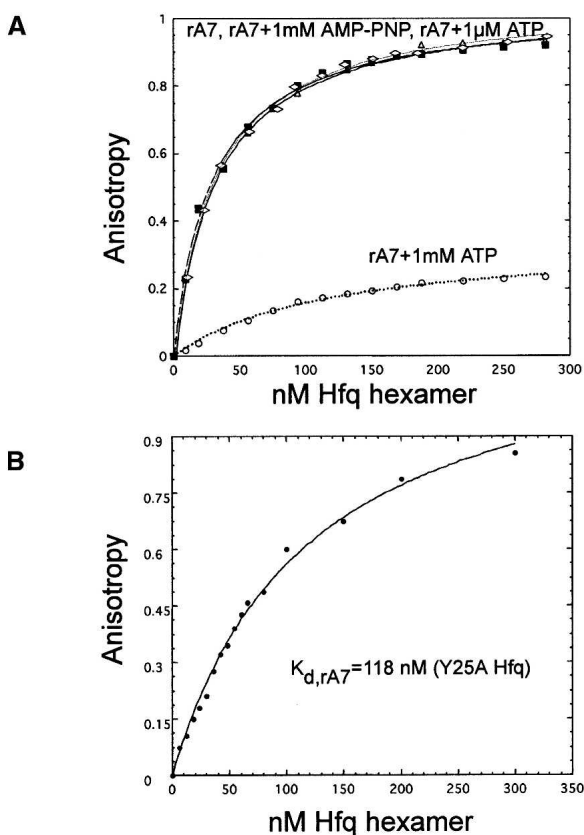 A
rA7, rA7+1mM AMP-PNP, rA7+1µM ATP
1
0.8
0.6
0.4
0.2
0
Anisotropy
rA7+1mM ATP
0 50 100 150 200 250 300
nM Hfq hexamer
B
0.9
0.75
0.6
0.45
0.3
0.15
0
Anisotropy
Kd,rA7=118 nM (Y25A Hfq)
0 50 100 150 200 250 300 350
nM Hfq hexamer